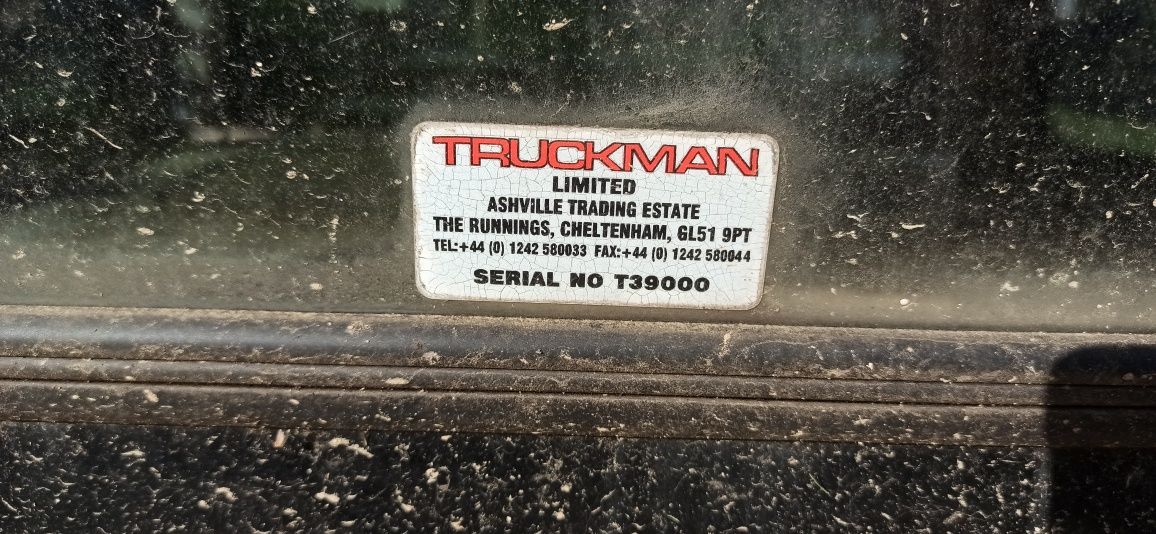 TRUCKMAN
LIMITED
ASHVILLE TRADING ESTATE
THE RUNNINGS, CHELTENHAM, GL51 9PT
TEL:+44 (0) 1242 580033 FAX:+44 (0) 1242 580044
SERIAL NO T39000